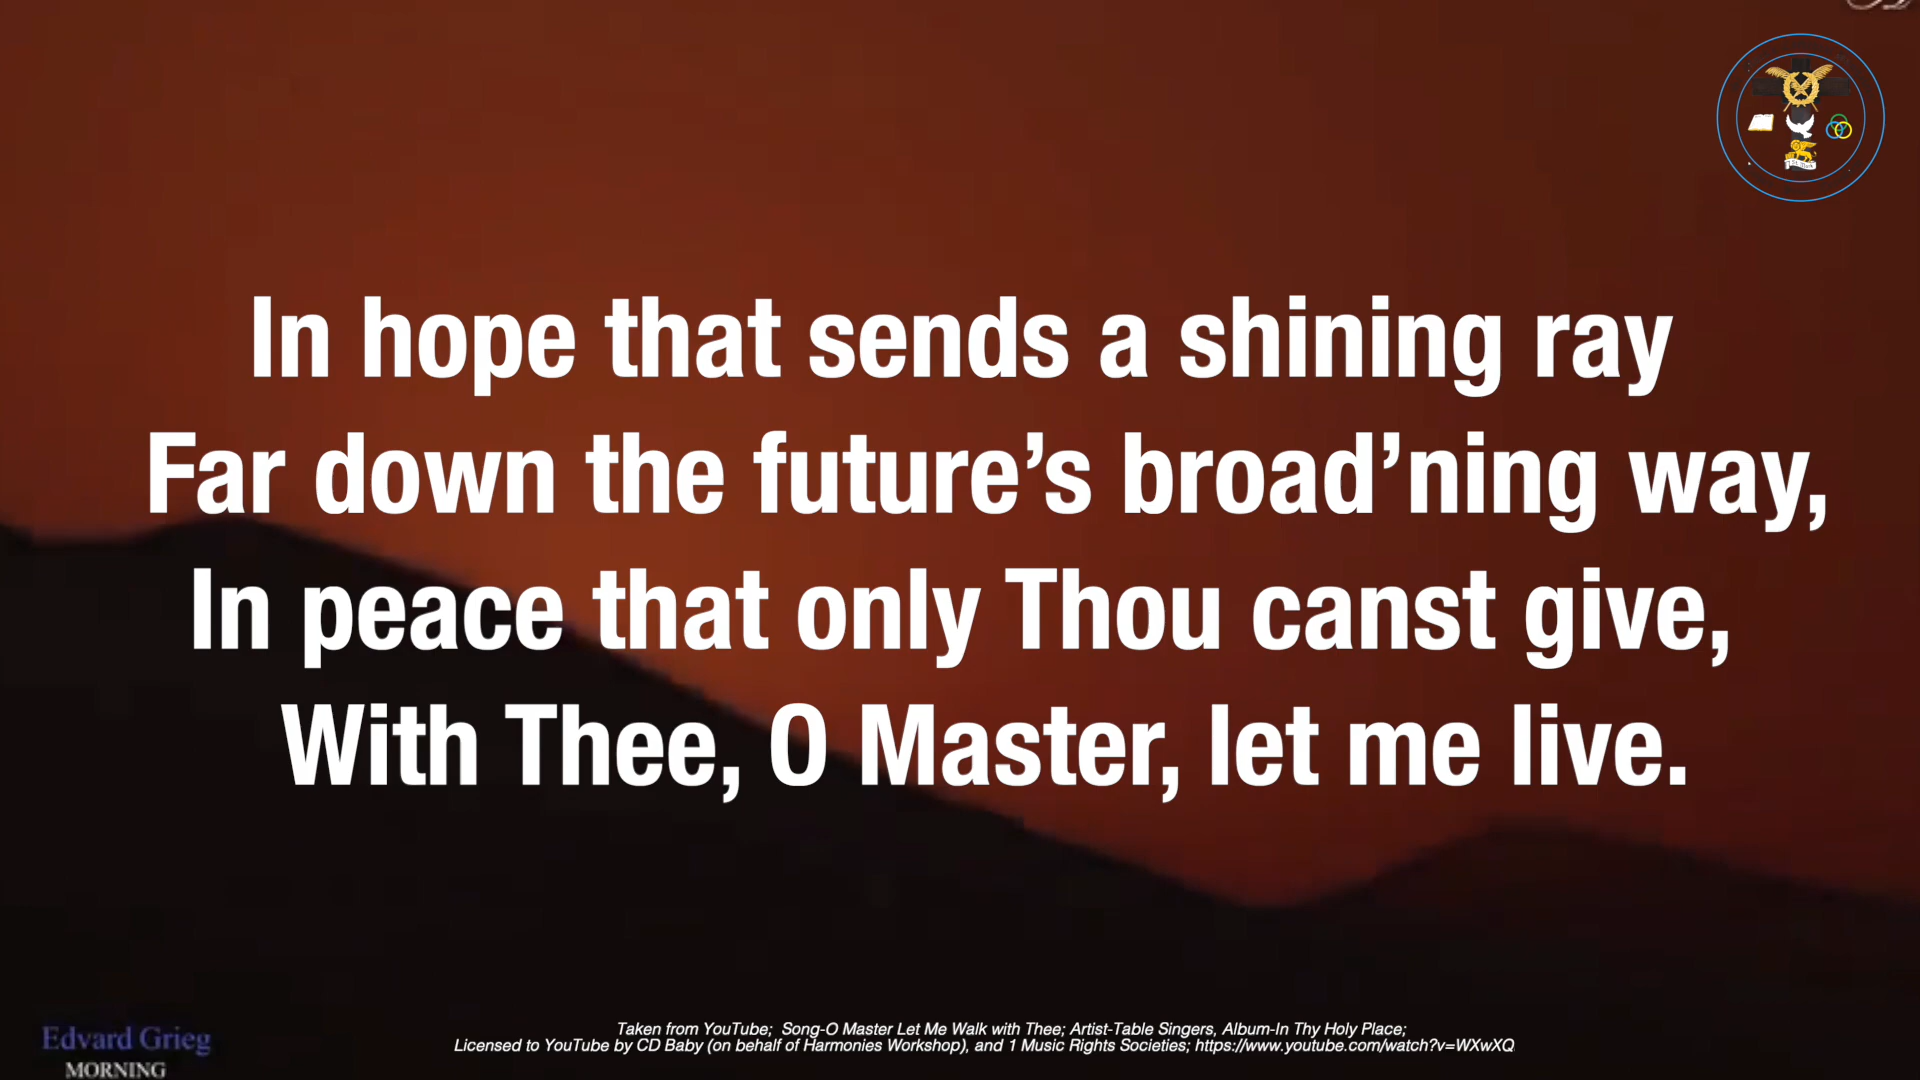 In hope that sends a shining ray
Far down the future’s broad’ning way,
In peace that only Thou canst give,
With Thee, O Master, let me live.
Edvard Grieg
MORNING
Taken from YouTube;  Song-O Master Let Me Walk with Thee; Artist-Table Singers, Album-In Thy Holy Place;
Licensed to YouTube by CD Baby (on behalf of Harmonies Workshop), and 1 Music Rights Societies; https://www.youtube.com/watch?v=WXwXQ